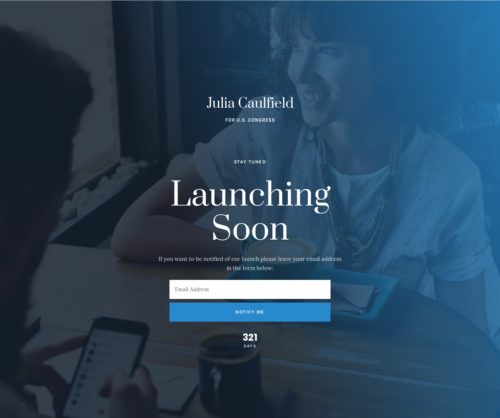 Julia Caulfield
FOR U.S. CONGRESS
STAY TUNED
Launching
Soon
If you want to be notified of our launch please leave your email address
in the form below:
Email Address
NOTIFY ME
321
DAYS